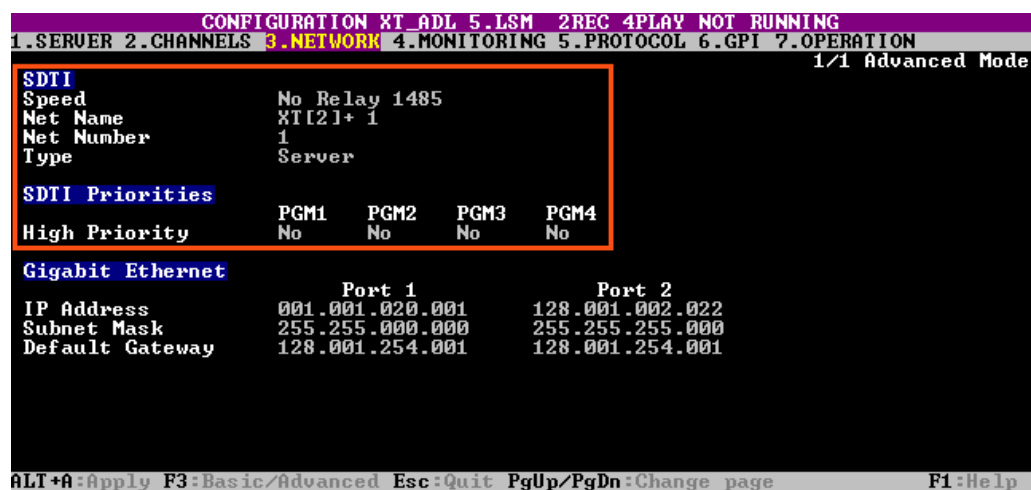 CONFIGURATION XT_ADL 5.LSM 2REC 4PLAY NOT RUNNING
1.SERVER 2.CHANNELS 3.NETWORK 4.MONITORING 5.PROTOCOL 6.GPI 7.OPERATION
1/1 Advanced Mode
SDTI
Speed No Relay 1485
Net Name XT[2]+ 1
Net Number 1
Type Server
SDTI Priorities
PGM1 PGM2 PGM3 PGM4
High Priority No No No No
Gigabit Ethernet
Port 1 Port 2
IP Address 001.001.020.001 128.001.002.022
Subnet Mask 255.255.000.000 255.255.255.000
Default Gateway 128.001.254.001 128.001.254.001
ALT+A:Apply F3:Basic/Advanced Esc:Quit PgUp/PgDn:Change page F1:Help